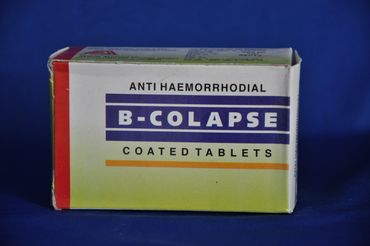 ANTI HAEMORRHODIAL
B-COLAPSE
COATED TABLETS